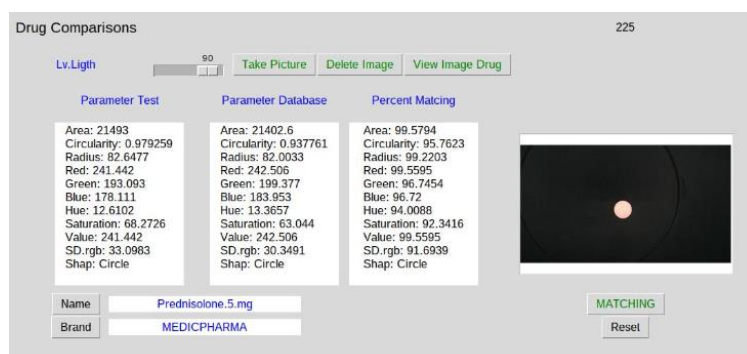 Drug Comparisons
225
Lv.Ligth
90
Take Picture
Delete Image
View Image Drug
Parameter Test
Parameter Database
Percent Matcing
Area: 21493
Circularity: 0.979259
Radius: 82.6477
Red: 241.442
Green: 193.093
Blue: 178.111
Hue: 12.6102
Saturation: 68.2726
Value: 241.442
SD.rgb: 33.0983
Shap: Circle
Area: 21402.6
Circularity: 0.937761
Radius: 82.0033
Red: 242.506
Green: 199.377
Blue: 183.953
Hue: 13.3657
Saturation: 63.044
Value: 242.506
SD.rgb: 30.3491
Shap: Circle
Area: 99.5794
Circularity: 95.7623
Radius: 99.2203
Red: 99.5595
Green: 96.7454
Blue: 96.72
Hue: 94.0088
Saturation: 92.3416
Value: 99.5595
SD.rgb: 91.6939
Shap: Circle
Name
Prednisolone.5.mg
Brand
MEDICPHARMA
MATCHING
Reset